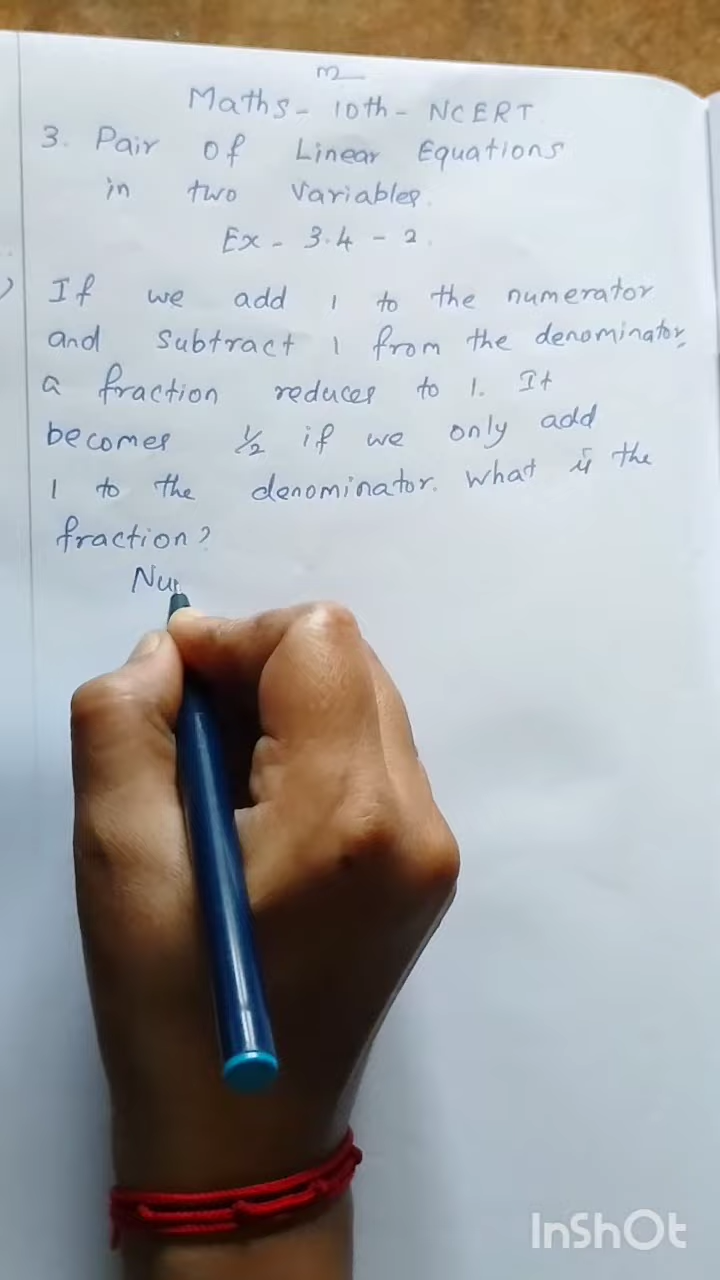 Maths - 10th - NCERT
3. Pair of Linear Equations
in two Variables.
Ex - 3.4 - 2.
) If we add 1 to the numerator
and subtract 1 from the denominator,
a fraction reduces to 1. It
becomes 1/2 if we only add
1 to the denominator. What is the
fraction?
Nu
InShOt